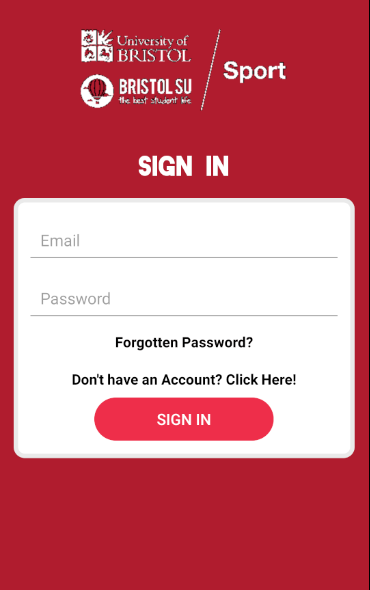 University of
BRISTOL
BRISTOL SU
the best student life
Sport
SIGN IN
Email
Password
Forgotten Password?
Don't have an Account? Click Here!
SIGN IN